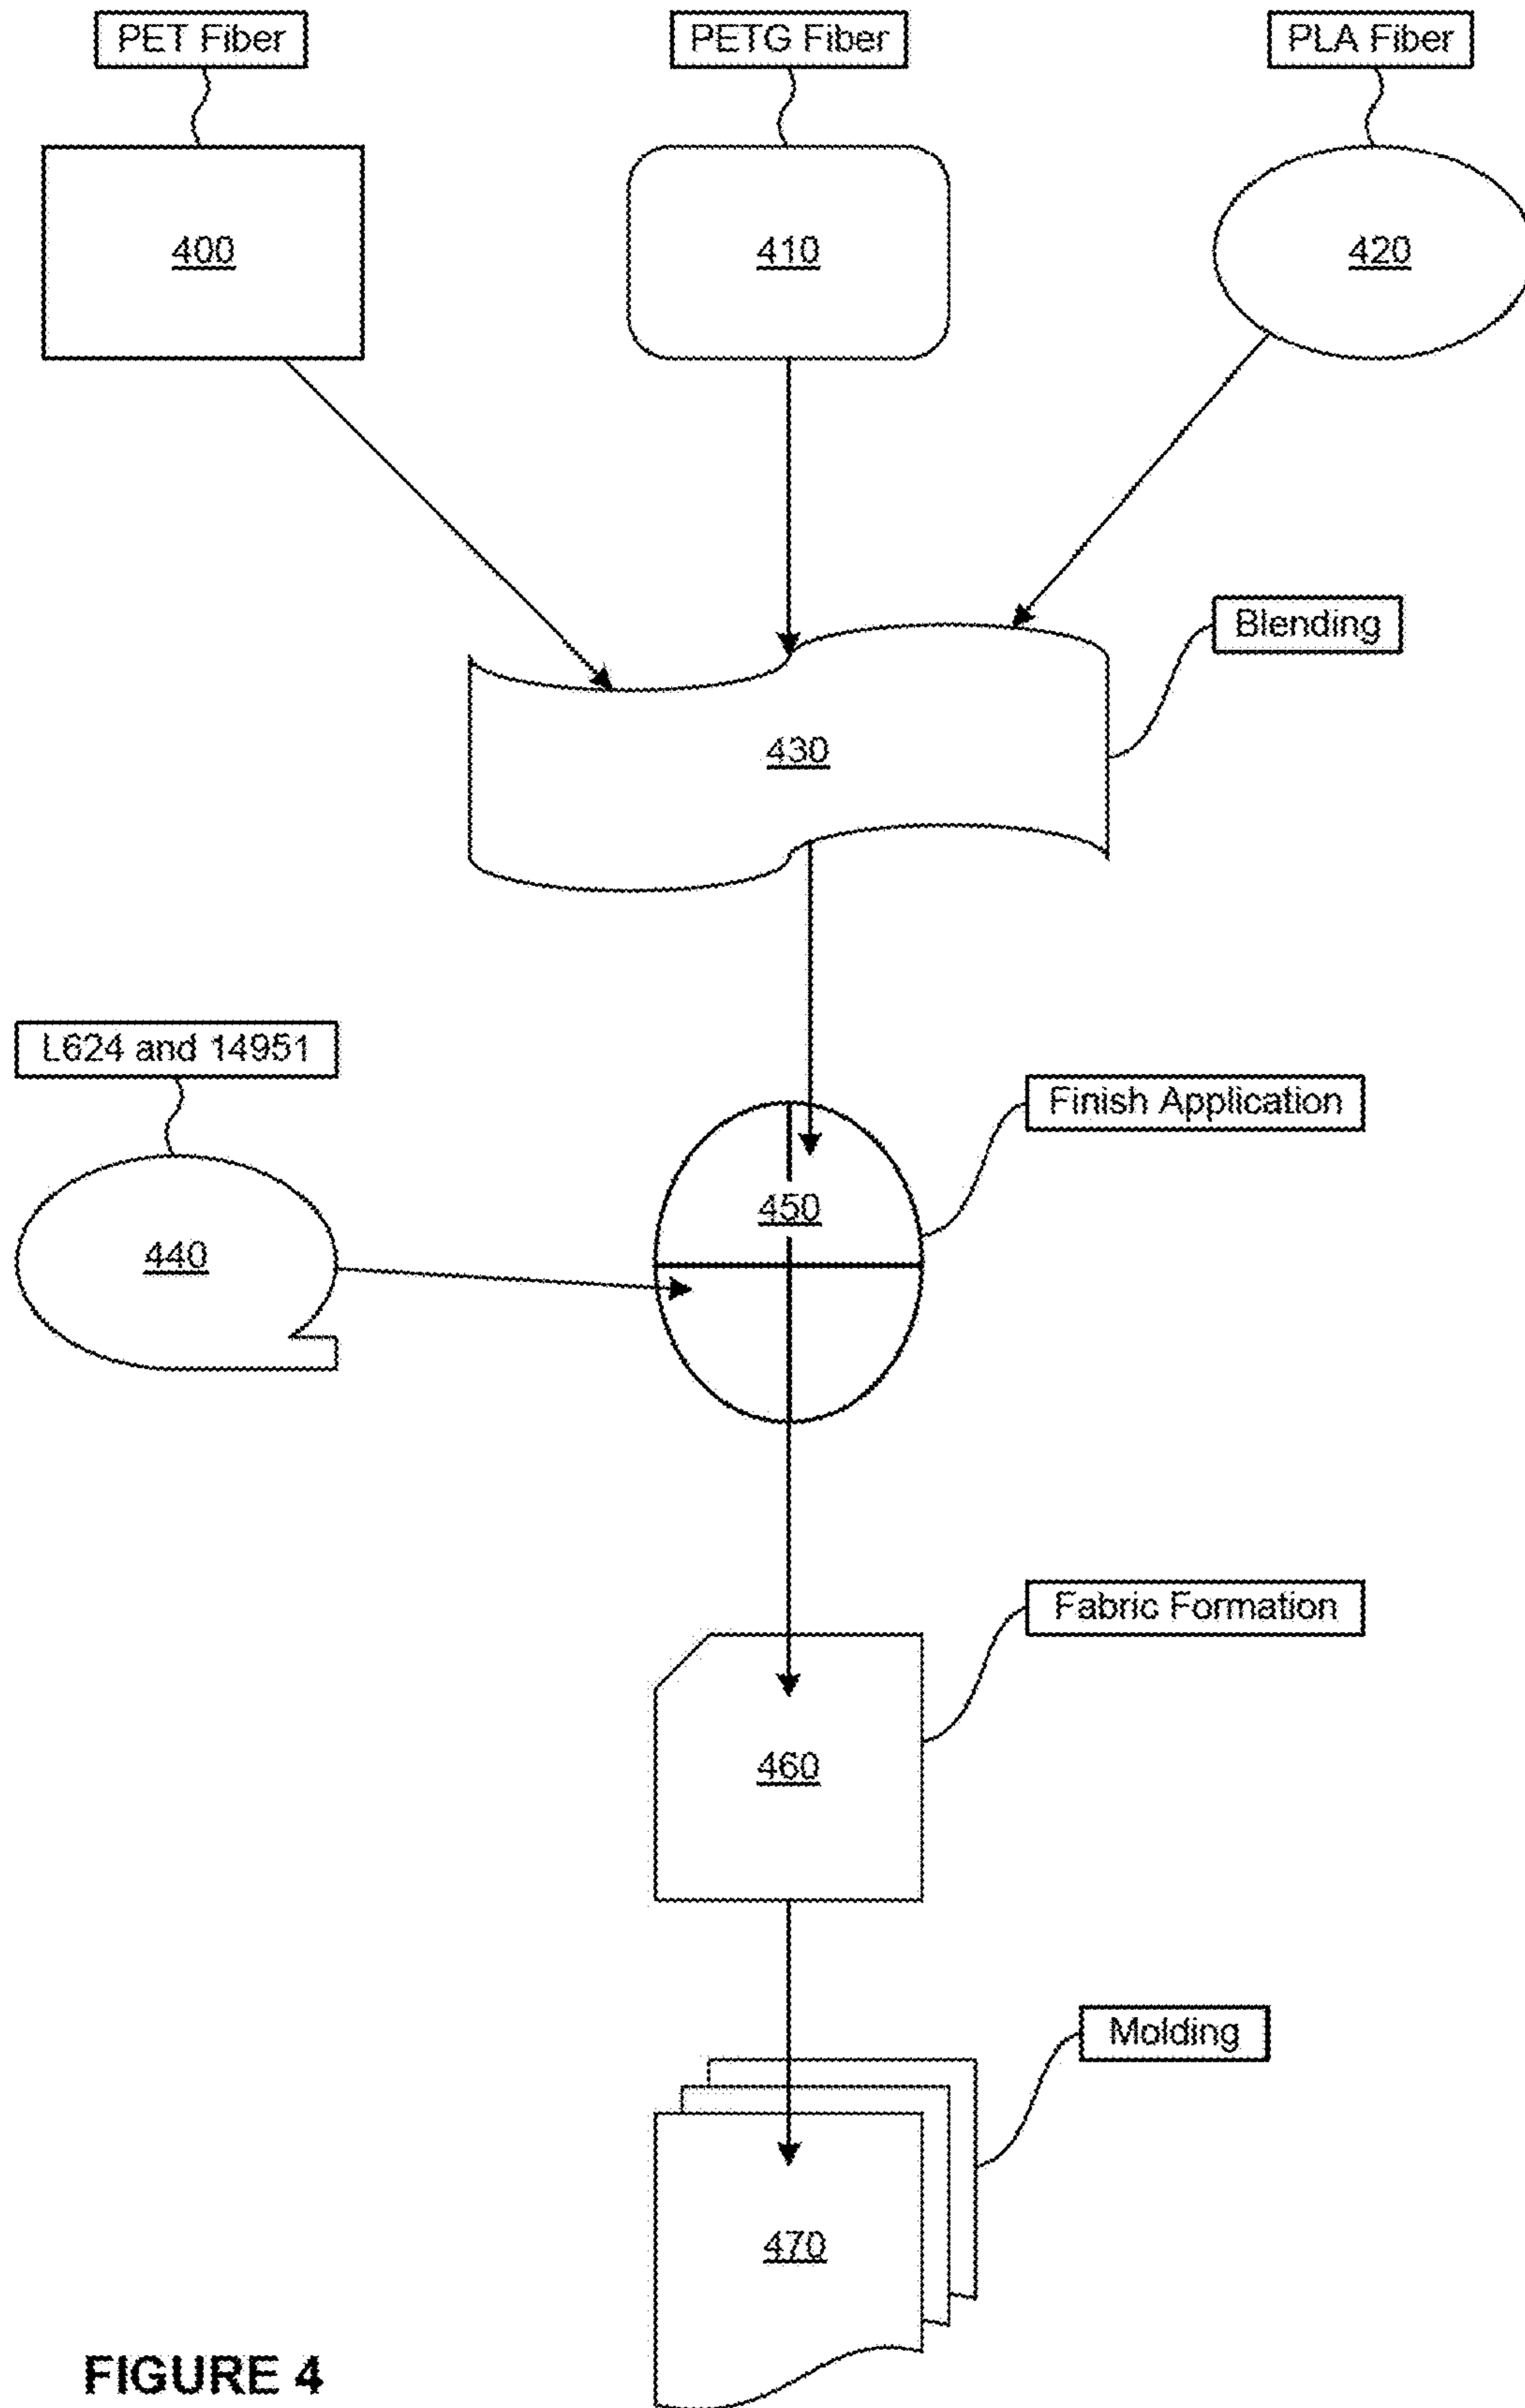 PET Fiber
PETG Fiber
PLA Fiber
400
410
420
Blending
430
L624 and 14951
Finish Application
450
440
Fabric Formation
460
Molding
470
FIGURE 4